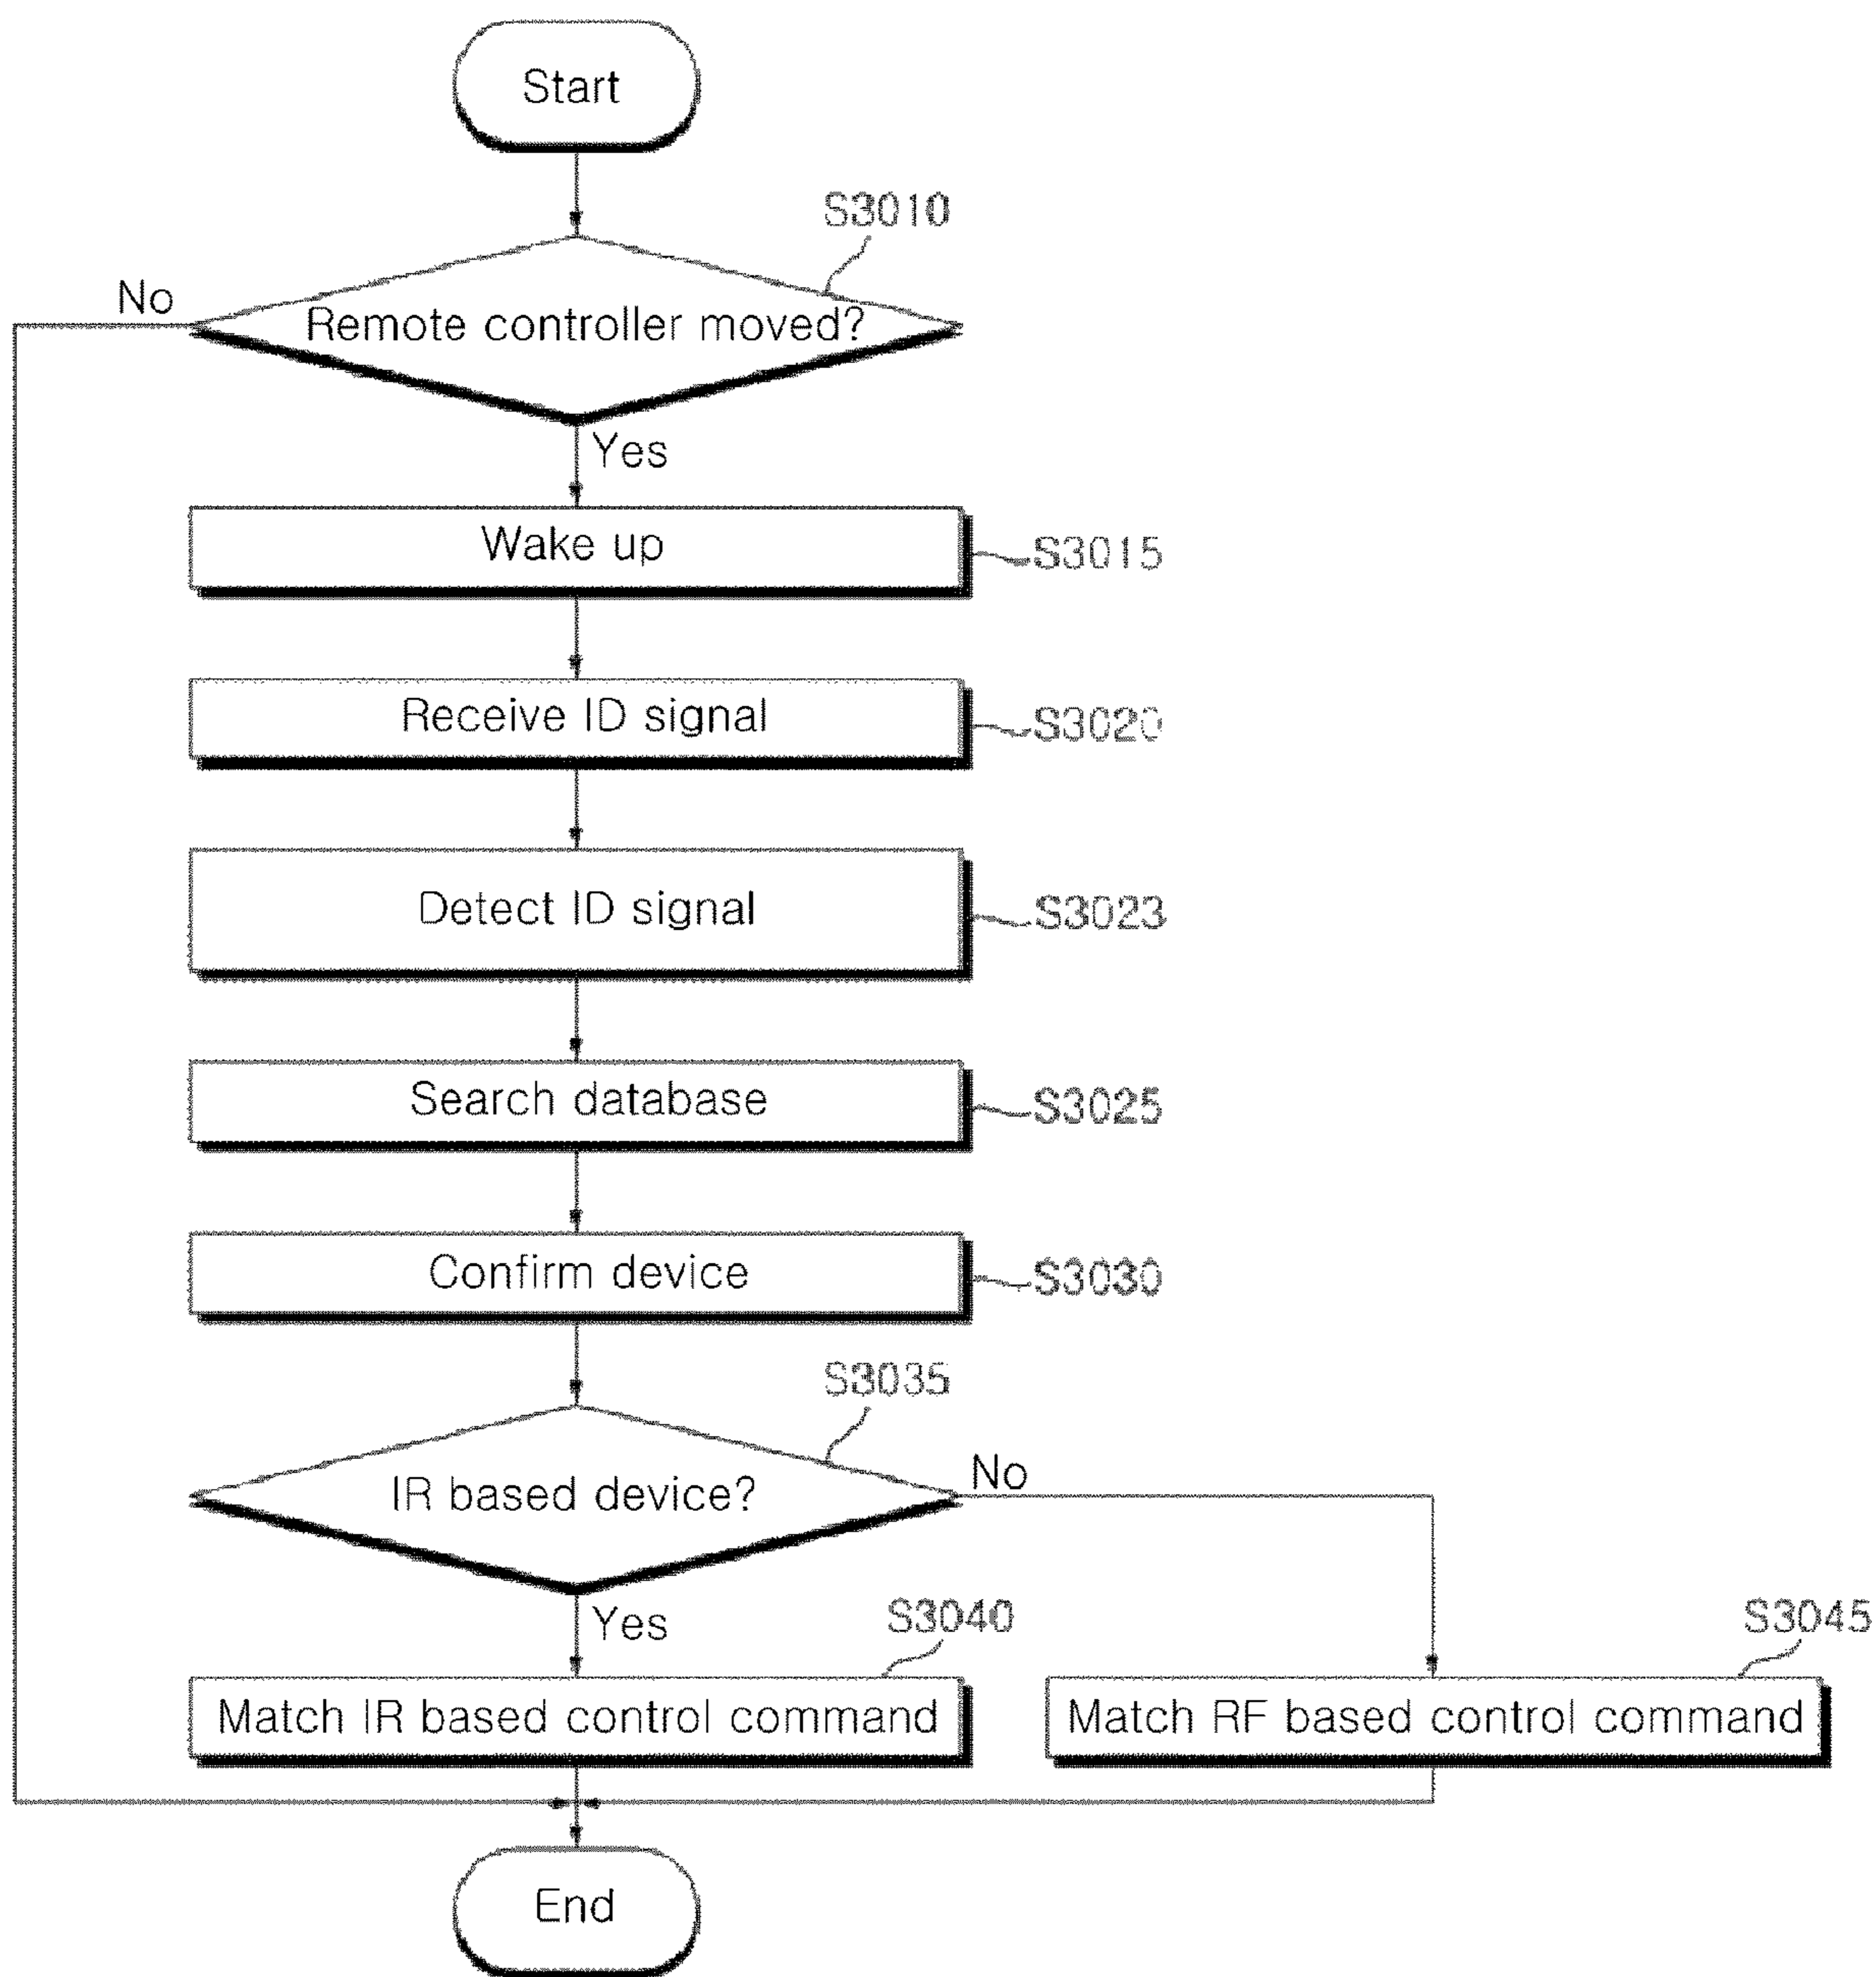 Start
S3010
No
Remote controller moved?
Yes
Wake up
S3015
Receive ID signal
S3020
Detect ID signal
S3023
Search database
S3025
Confirm device
S3030
S3035
IR based device?
No
Yes
S3040
S3045
Match IR based control command
Match RF based control command
End